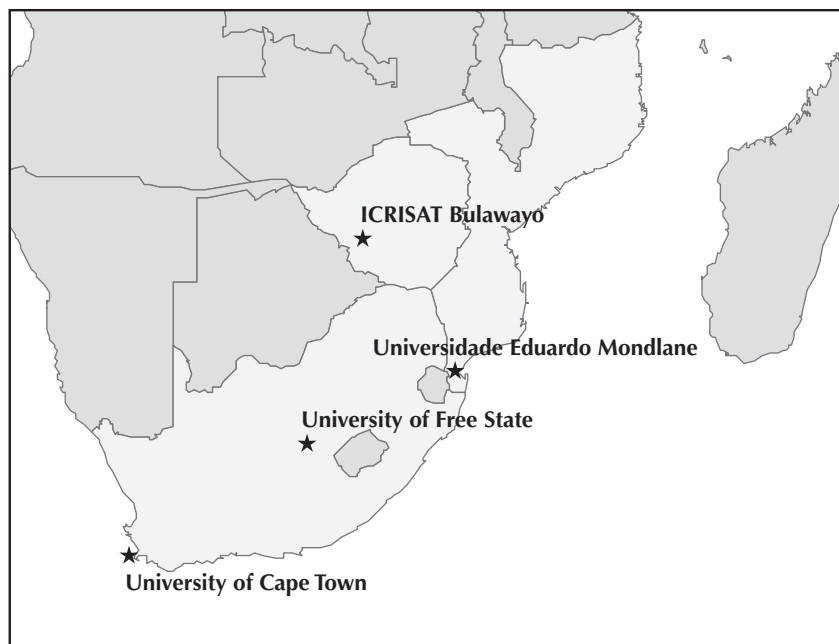 ICRISAT Bulawayo
Universidade Eduardo Mondlane
University of Free State
University of Cape Town